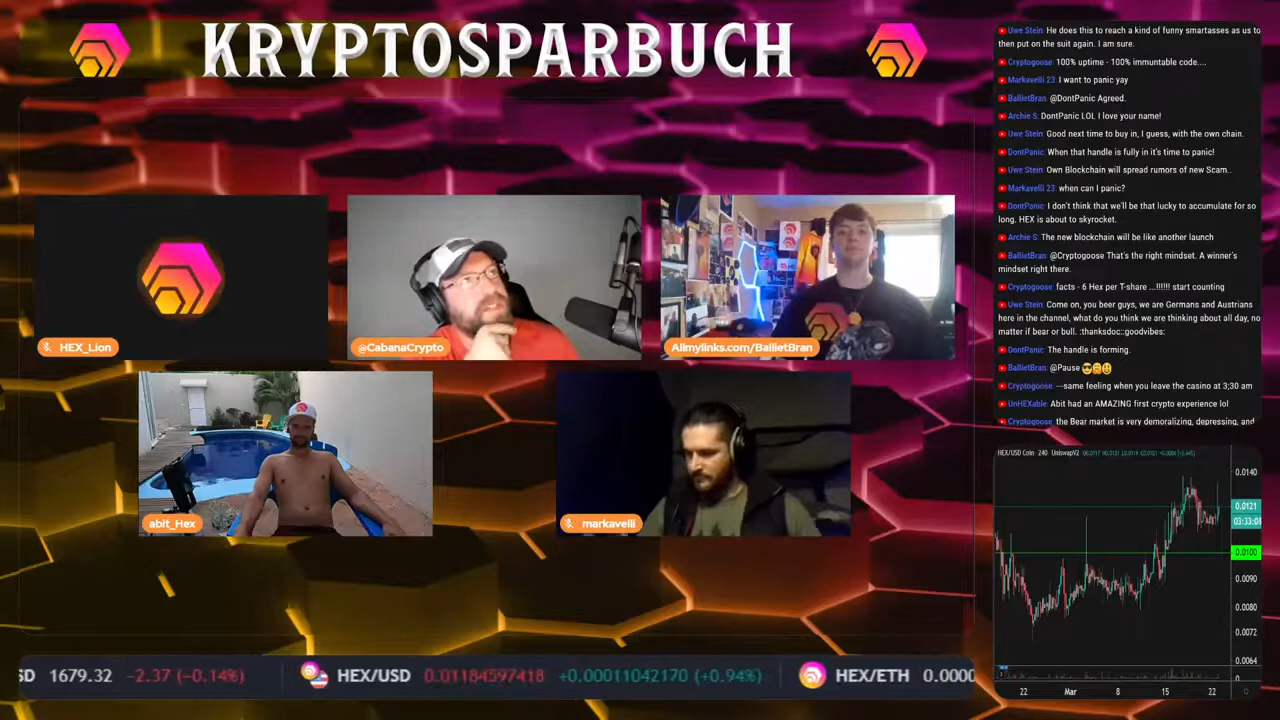 KRYPTOSPARBUCH
HEX_Lion
@CabanaCrypto
Allmylinks.com/BallietBran
abit_Hex
markavelli
Uwe Stein: He does this to reach a kind of funny smartasses as us to
then put on the suit again. I am sure.
Cryptogoose: 100% uptime - 100% immuntable code....
Markavelli 23: I want to panic yay
BallietBran: @DontPanic Agreed.
Archie S: DontPanic LOL I love your name!
Uwe Stein: Good next time to buy in, I guess, with the own chain.
DontPanic: When that handle is fully in it's time to panic!
Uwe Stein: Own Blockchain will spread rumors of new Scam..
Markavelli 23: when can I panic?
DontPanic: I don't think that we'll be that lucky to accumulate for so
long, HEX is about to skyrocket.
Archie S: The new blockchain will be like another launch
BallietBran: @Cryptogoose That's the right mindset. A winner's
mindset right there.
Cryptogoose: facts - 6 Hex per T-share ...!!!!!! start counting
Uwe Stein: Come on, you beer guys, we are Germans and Austrians
here in the channel, what do you think we are thinking about all day, no
matter if bear or bull. :thanksdoc::goodvibes:
DontPanic: The handle is forming.
BallietBran: @Pause 😎🙃😃
Cryptogoose: ---same feeling when you leave the casino at 3;30 am
UnHEXable: Abit had an AMAZING first crypto experience lol
Cryptogoose: the Bear market is very demoralizing, depressing, and
HEX/USD Coin · 240 · UniswapV2
0.0140
0.0121
03:33:0
0.0100
0.0090
0.0080
0.0072
0.0064
0
22 Mar 8 15 22
SD 1679.32 −2.37 (−0.14%) HEX/USD 0.01184597418 +0.00011042170 (+0.94%) HEX/ETH 0.0000